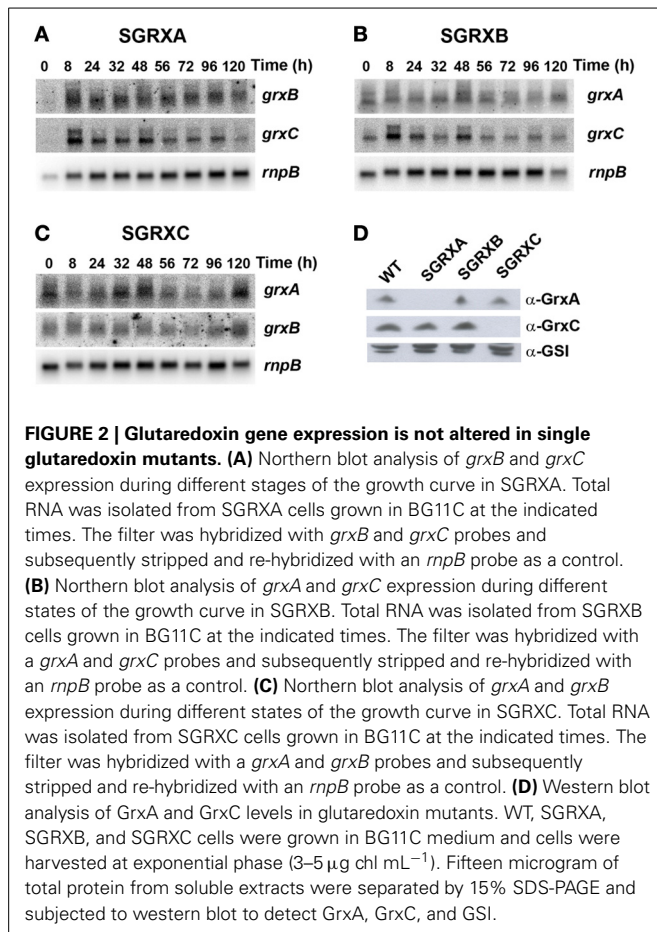 A
SGRXA
0 8 24 32 48 56 72 96 120 Time (h)
grxB
grxC
rnpB
B
SGRXB
Time (h)
0 8 24 32 48 56 72 96 120
grxA
grxC
rnpB
C
SGRXC
0 8 24 32 48 56 72 96 120 Time (h)
grxA
grxB
rnpB
D
WT SGRXA SGRXB SGRXC
α-GrxA
α-GrxC
α-GSI
FIGURE 2 | Glutaredoxin gene expression is not altered in single
glutaredoxin mutants. (A) Northern blot analysis of grxB and grxC
expression during different stages of the growth curve in SGRXA. Total
RNA was isolated from SGRXA cells grown in BG11C at the indicated
times. The filter was hybridized with grxB and grxC probes and
subsequently stripped and re-hybridized with an rnpB probe as a control.
(B) Northern blot analysis of grxA and grxC expression during different
states of the growth curve in SGRXB. Total RNA was isolated from SGRXB
cells grown in BG11C at the indicated times. The filter was hybridized with
a grxA and grxC probes and subsequently stripped and re-hybridized with
an rnpB probe as a control. (C) Northern blot analysis of grxA and grxB
expression during different states of the growth curve in SGRXC. Total RNA
was isolated from SGRXC cells grown in BG11C at the indicated times. The
filter was hybridized with a grxA and grxB probes and subsequently
stripped and re-hybridized with an rnpB probe as a control. (D) Western blot
analysis of GrxA and GrxC levels in glutaredoxin mutants. WT, SGRXA,
SGRXB, and SGRXC cells were grown in BG11C medium and cells were
harvested at exponential phase (3–5 µg chl mL−1). Fifteen microgram of
total protein from soluble extracts were separated by 15% SDS-PAGE and
subjected to western blot to detect GrxA, GrxC, and GSI.